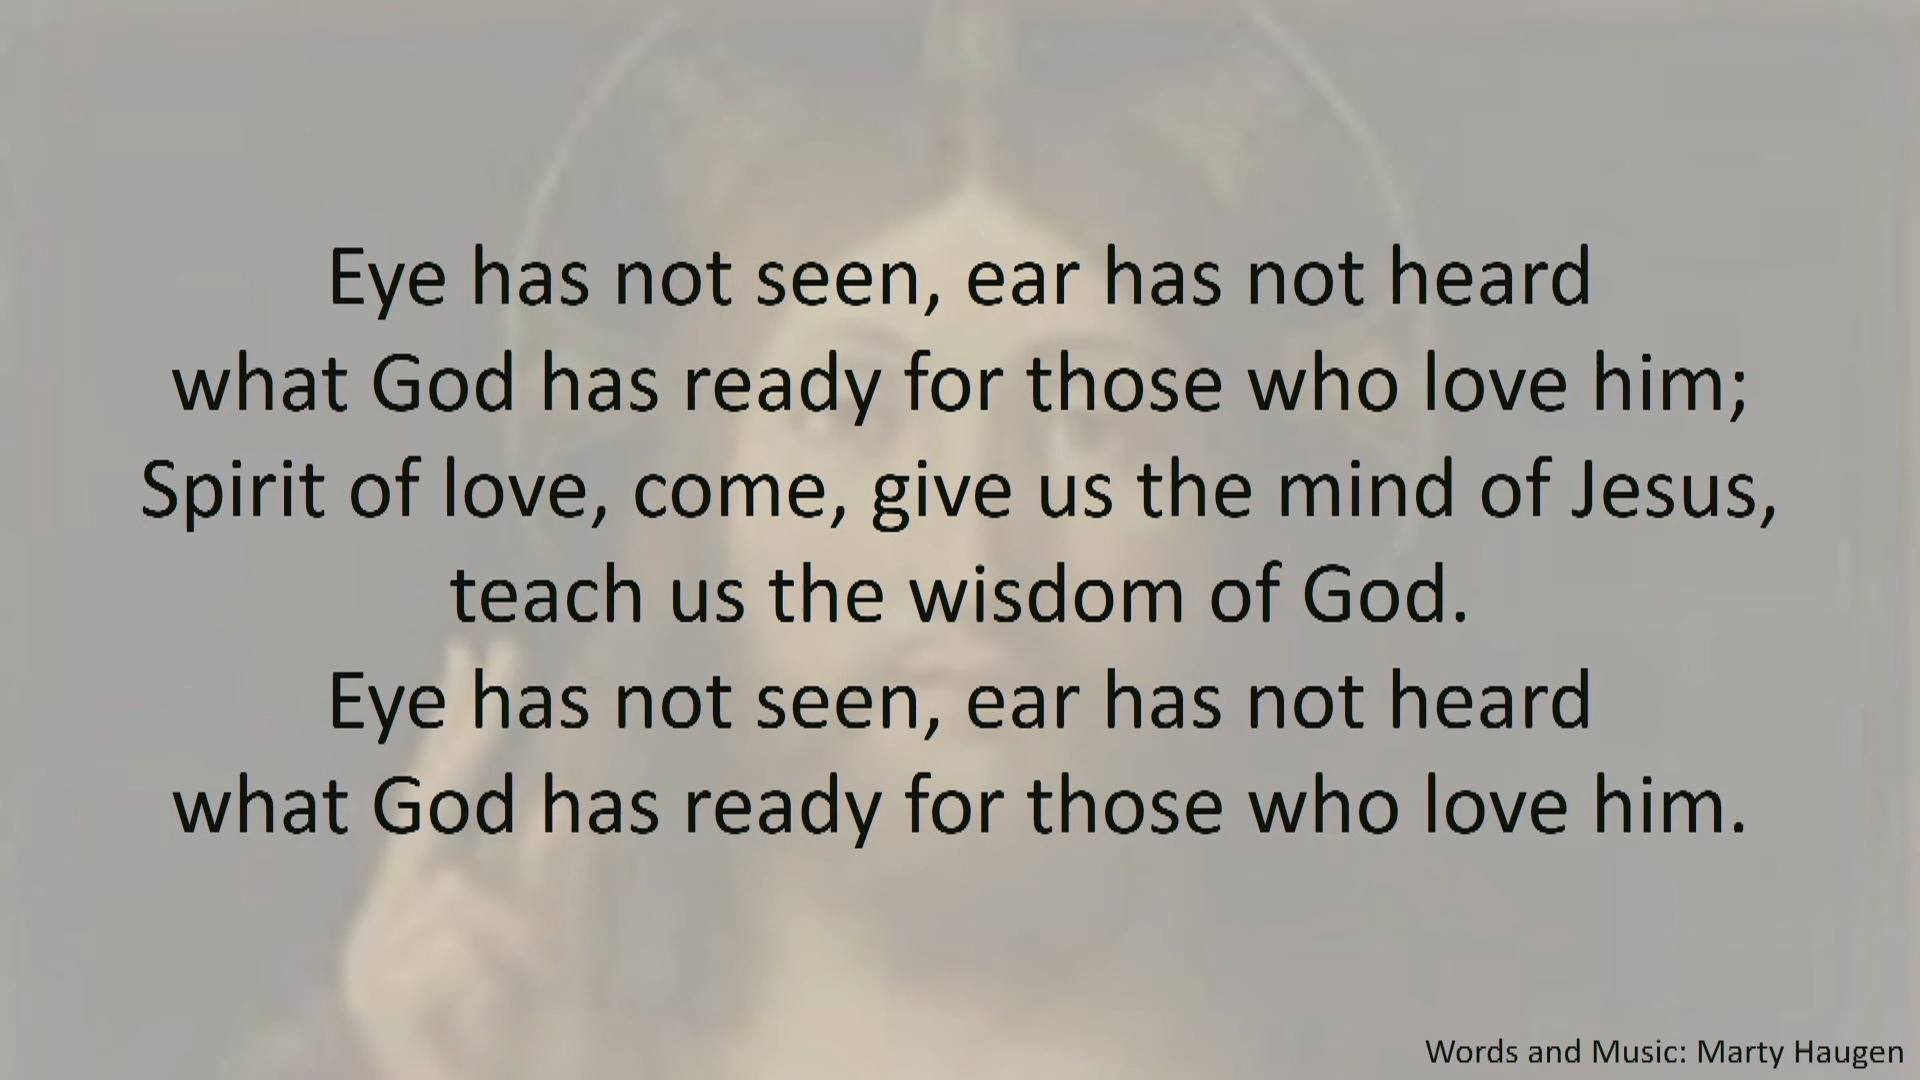 Eye has not seen, ear has not heard
what God has ready for those who love him;
Spirit of love, come, give us the mind of Jesus,
teach us the wisdom of God.
Eye has not seen, ear has not heard
what God has ready for those who love him.
Words and Music: Marty Haugen